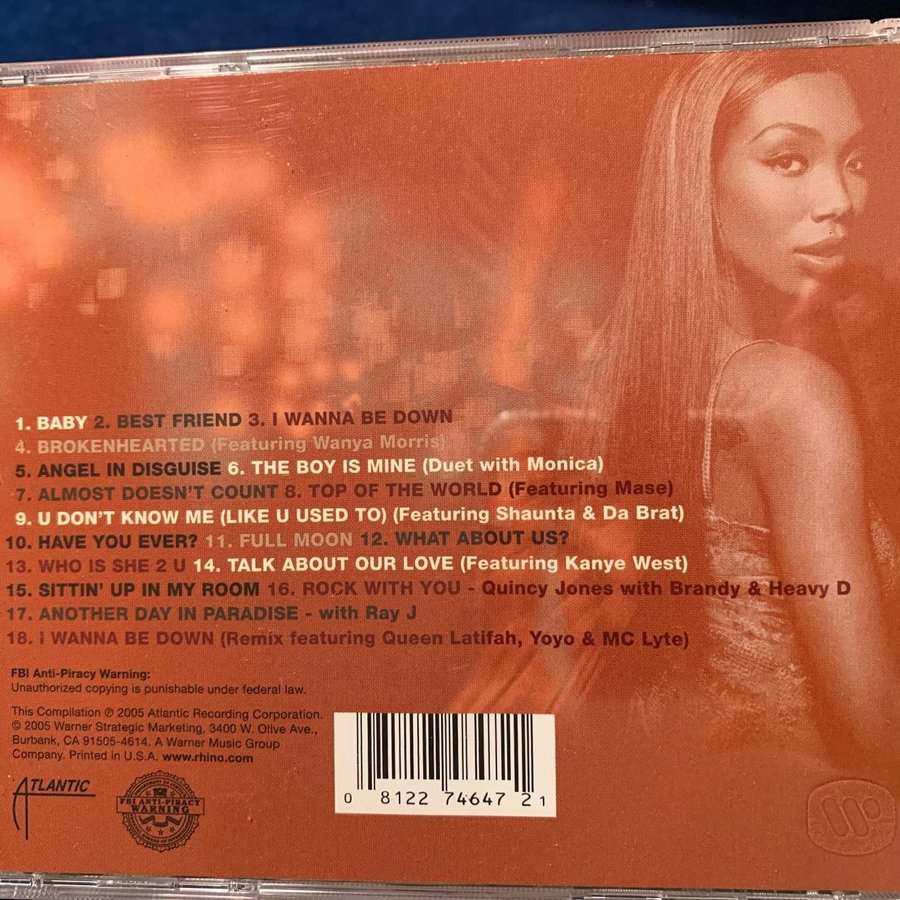 1. BABY 2. BEST FRIEND 3. I WANNA BE DOWN
4. BROKENHEARTED (Featuring Wanya Morris)
5. ANGEL IN DISGUISE 6. THE BOY IS MINE (Duet with Monica)
7. ALMOST DOESN'T COUNT 8. TOP OF THE WORLD (Featuring Mase)
9. U DON'T KNOW ME (LIKE U USED TO) (Featuring Shaunta & Da Brat)
10. HAVE YOU EVER? 11. FULL MOON 12. WHAT ABOUT US?
13. WHO IS SHE 2 U 14. TALK ABOUT OUR LOVE (Featuring Kanye West)
15. SITTIN' UP IN MY ROOM 16. ROCK WITH YOU - Quincy Jones with Brandy & Heavy D
17. ANOTHER DAY IN PARADISE - with Ray J
18. I WANNA BE DOWN (Remix featuring Queen Latifah, Yoyo & MC Lyte)
FBI Anti-Piracy Warning:
Unauthorized copying is punishable under federal law.
This Compilation ℗ 2005 Atlantic Recording Corporation.
© 2005 Warner Strategic Marketing, 3400 W. Olive Ave.,
Burbank, CA 91505-4614. A Warner Music Group
Company. Printed in U.S.A. www.rhino.com
ATLANTIC
FBI ANTI-PIRACY
WARNING
0 81227 46472 1